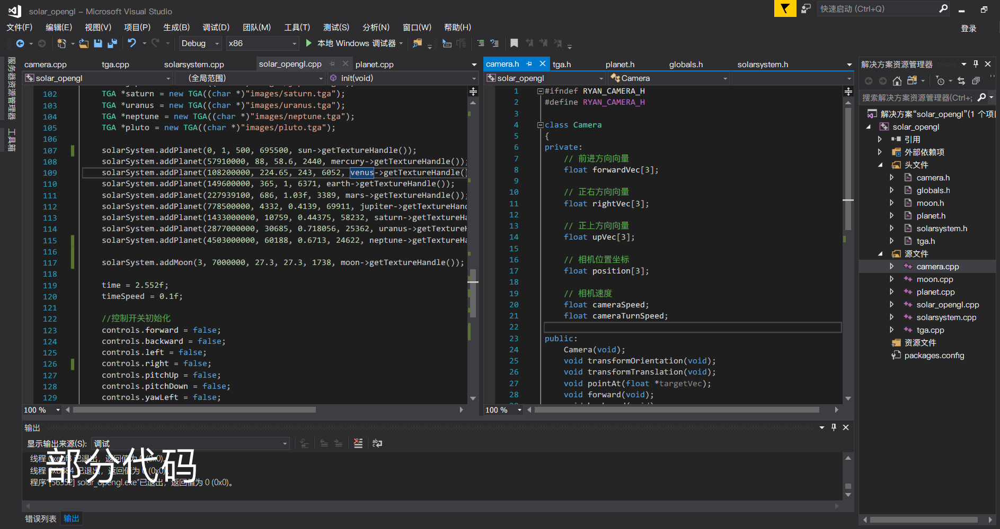 solar_opengl - Microsoft Visual Studio
快速启动 (Ctrl+Q)
文件(F) 编辑(E) 视图(V) 项目(P) 生成(B) 调试(D) 团队(M) 工具(T) 测试(S) 分析(N) 窗口(W) 帮助(H)
登录
Debug x86 本地 Windows 调试器
服务器资源管理器
工具箱
camera.cpp tga.cpp solarsystem.cpp solar_opengl.cpp planet.cpp
solar_opengl (全局范围) init(void)
102 TGA *saturn = new TGA((char *)"images/saturn.tga");
103 TGA *uranus = new TGA((char *)"images/uranus.tga");
104 TGA *neptune = new TGA((char *)"images/neptune.tga");
105 TGA *pluto = new TGA((char *)"images/pluto.tga");
106
107 solarSystem.addPlanet(0, 1, 500, 695500, sun->getTextureHandle());
108 solarSystem.addPlanet(57910000, 88, 58.6, 2440, mercury->getTextureHandle());
109 solarSystem.addPlanet(108200000, 224.65, 243, 6052, venus->getTextureHandle()
110 solarSystem.addPlanet(149600000, 365, 1, 6371, earth->getTextureHandle());
111 solarSystem.addPlanet(227939100, 686, 1.03f, 3389, mars->getTextureHandle());
112 solarSystem.addPlanet(778500000, 4332, 0.4139, 69911, jupiter->getTextureHand
113 solarSystem.addPlanet(1433000000, 10759, 0.44375, 58232, saturn->getTextureHa
114 solarSystem.addPlanet(2877000000, 30685, 0.718056, 25362, uranus->getTextureH
115 solarSystem.addPlanet(4503000000, 60188, 0.6713, 24622, neptune->getTextureHa
116
117 solarSystem.addMoon(3, 7000000, 27.3, 27.3, 1738, moon->getTextureHandle());
118
119 time = 2.552f;
120 timeSpeed = 0.1f;
121
122 //控制开关初始化
123 controls.forward = false;
124 controls.backward = false;
125 controls.left = false;
126 controls.right = false;
127 controls.pitchUp = false;
128 controls.pitchDown = false;
129 controls.yawLeft = false;
100 %
camera.h tga.h planet.h globals.h solarsystem.h
solar_opengl Camera
1 #ifndef RYAN_CAMERA_H
2 #define RYAN_CAMERA_H
3
4 class Camera
5 {
6 private:
7 // 前进方向向量
8 float forwardVec[3];
9
10 // 正右方向向量
11 float rightVec[3];
12
13 // 正上方向向量
14 float upVec[3];
15
16 // 相机位置坐标
17 float position[3];
18
19 // 相机速度
20 float cameraSpeed;
21 float cameraTurnSpeed;
22
23 public:
24 Camera(void);
25 void transformOrientation(void);
26 void transformTranslation(void);
27 void pointAt(float *targetVec);
28 void forward(void);
100 %
解决方案资源管理器
搜索解决方案资源管理器(Ctrl+;
解决方案"solar_opengl"(1 个项目
solar_opengl
引用
外部依赖项
头文件
camera.h
globals.h
moon.h
planet.h
solarsystem.h
tga.h
源文件
camera.cpp
moon.cpp
planet.cpp
solar_opengl.cpp
solarsystem.cpp
tga.cpp
资源文件
packages.config
输出
显示输出来源(S): 调试
线程 已退出，返回值为 0 (0x0)。
线程 已退出，返回值为 0 (0x0)。
程序 solar_opengl.exe"已退出，返回值为 0 (0x0)。
部分代码
错误列表 输出